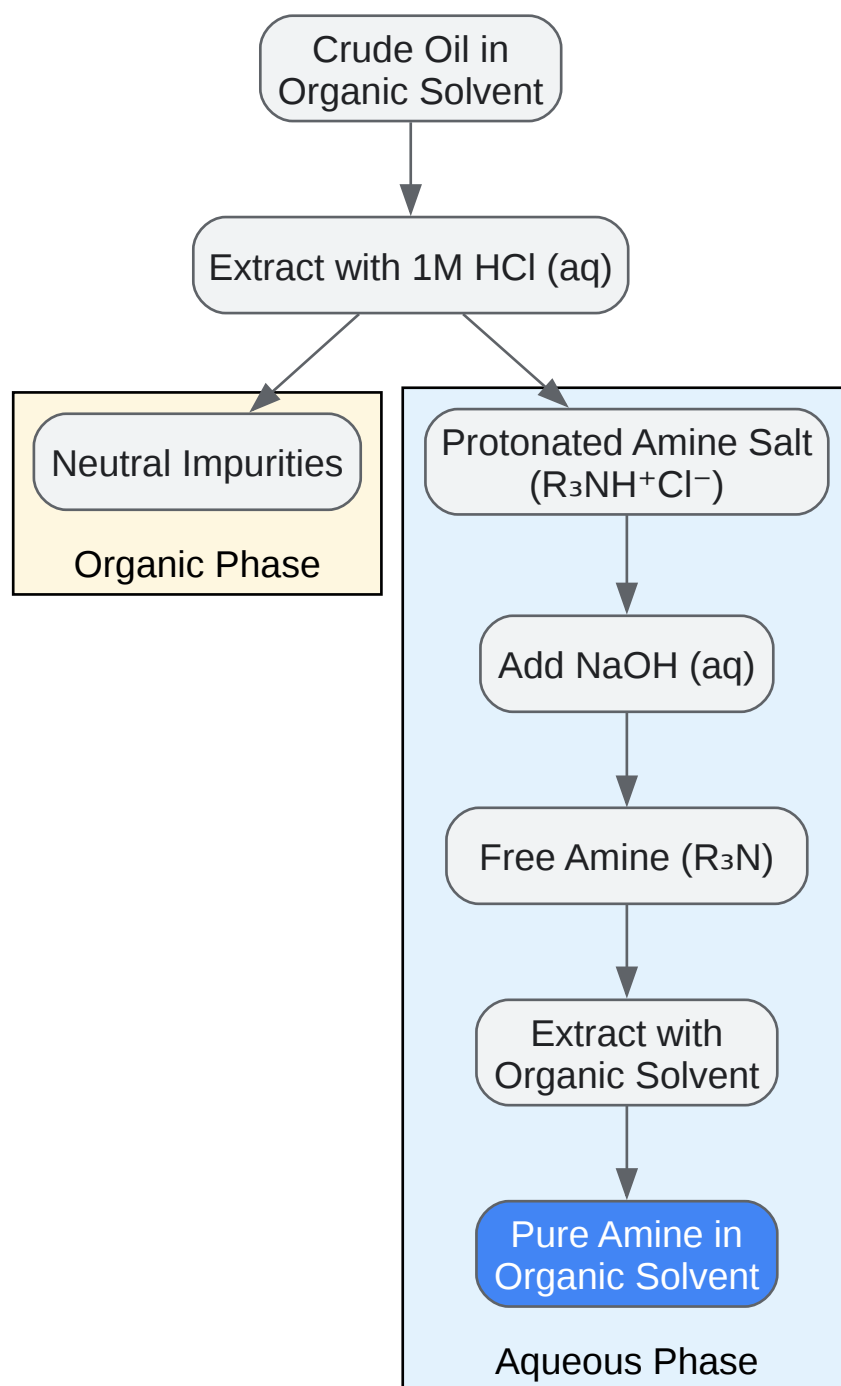 Crude Oil in
Organic Solvent
Extract with 1M HCl (aq)
Neutral Impurities
Organic Phase
Protonated Amine Salt
(R₃NH⁺Cl⁻)
Add NaOH (aq)
Free Amine (R₃N)
Extract with
Organic Solvent
Pure Amine in
Organic Solvent
Aqueous Phase